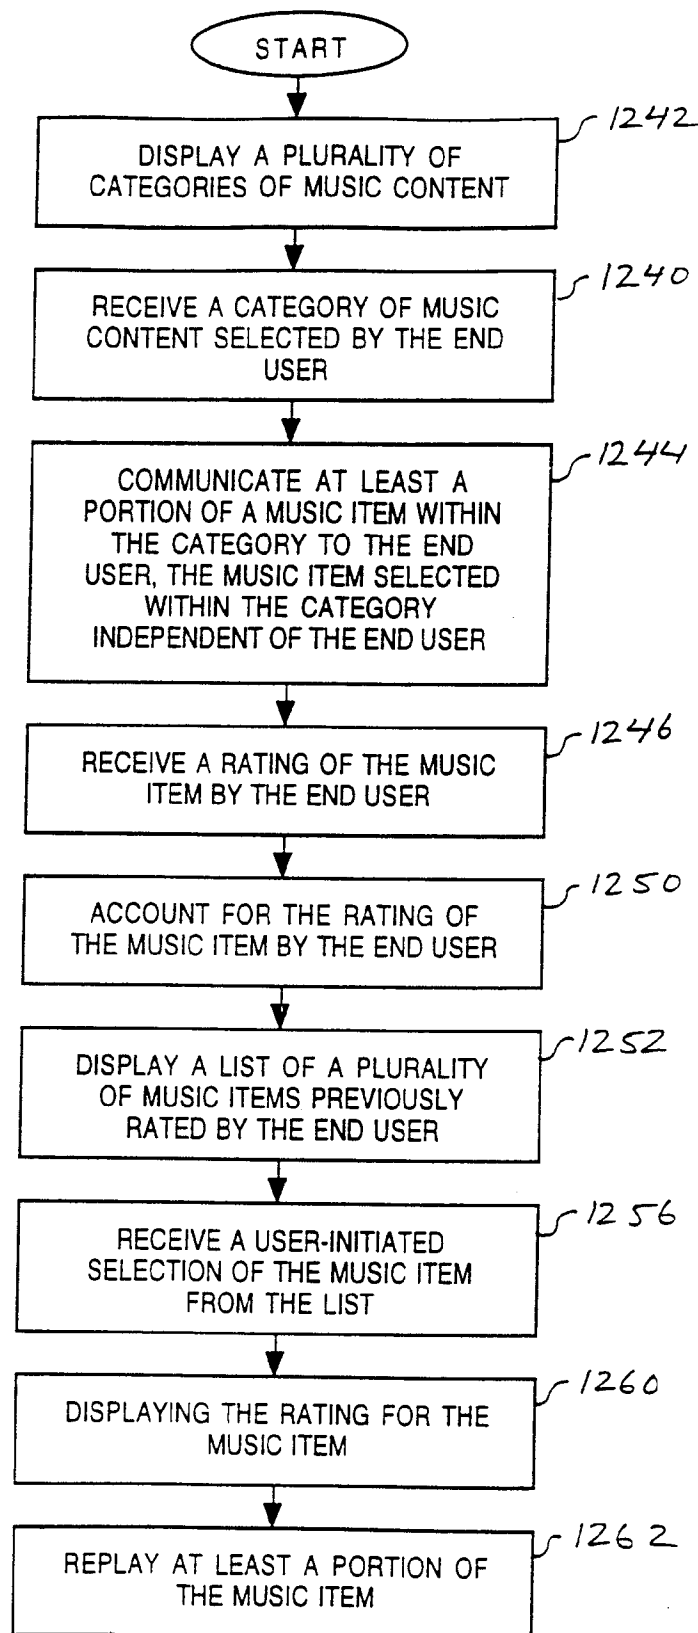 START
1242
DISPLAY A PLURALITY OF
CATEGORIES OF MUSIC CONTENT
1240
RECEIVE A CATEGORY OF MUSIC
CONTENT SELECTED BY THE END
USER
1244
COMMUNICATE AT LEAST A
PORTION OF A MUSIC ITEM WITHIN
THE CATEGORY TO THE END
USER, THE MUSIC ITEM SELECTED
WITHIN THE CATEGORY
INDEPENDENT OF THE END USER
1246
RECEIVE A RATING OF THE MUSIC
ITEM BY THE END USER
1250
ACCOUNT FOR THE RATING OF
THE MUSIC ITEM BY THE END USER
1252
DISPLAY A LIST OF A PLURALITY
OF MUSIC ITEMS PREVIOUSLY
RATED BY THE END USER
1256
RECEIVE A USER-INITIATED
SELECTION OF THE MUSIC ITEM
FROM THE LIST
1260
DISPLAYING THE RATING FOR THE
MUSIC ITEM
1262
REPLAY AT LEAST A PORTION OF
THE MUSIC ITEM